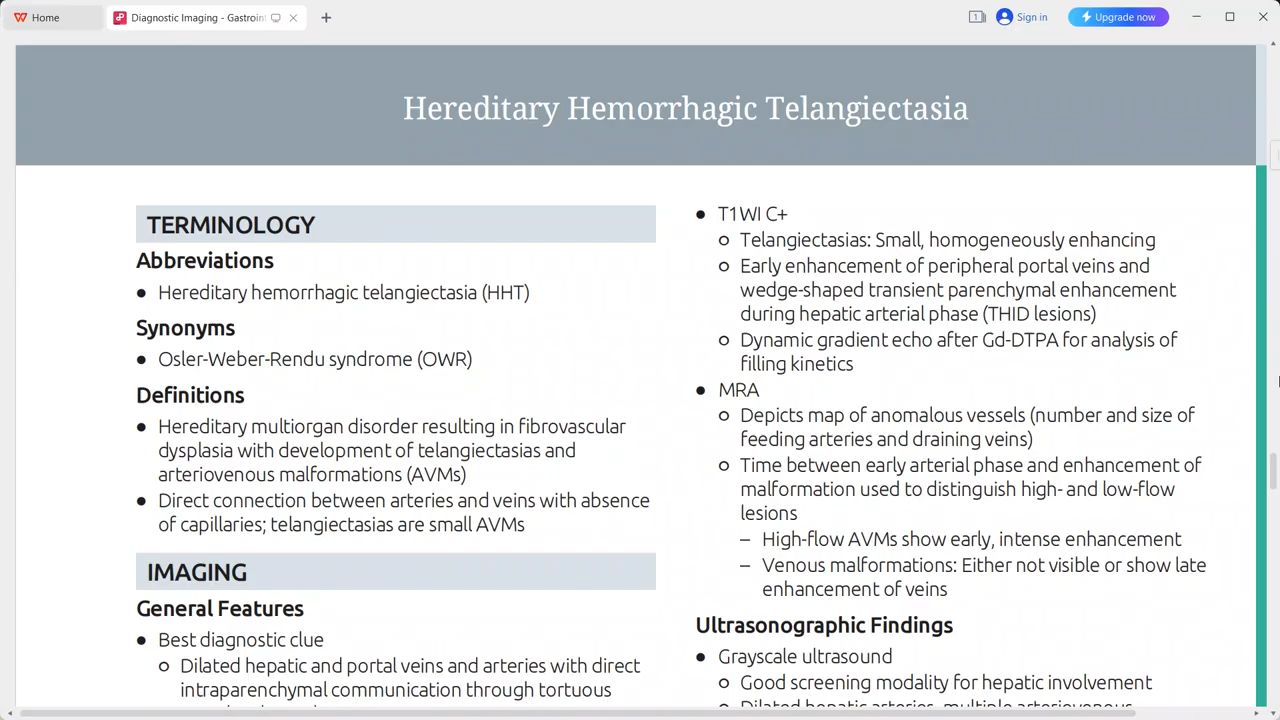 Home
Diagnostic Imaging - Gastroin
Sign in
Upgrade now
Hereditary Hemorrhagic Telangiectasia
TERMINOLOGY
Abbreviations
● Hereditary hemorrhagic telangiectasia (HHT)
Synonyms
● Osler-Weber-Rendu syndrome (OWR)
Definitions
● Hereditary multiorgan disorder resulting in fibrovascular
dysplasia with development of telangiectasias and
arteriovenous malformations (AVMs)
● Direct connection between arteries and veins with absence
of capillaries; telangiectasias are small AVMs
IMAGING
General Features
● Best diagnostic clue
○ Dilated hepatic and portal veins and arteries with direct
intraparenchymal communication through tortuous
● T1WI C+
○ Telangiectasias: Small, homogeneously enhancing
○ Early enhancement of peripheral portal veins and
wedge-shaped transient parenchymal enhancement
during hepatic arterial phase (THID lesions)
○ Dynamic gradient echo after Gd-DTPA for analysis of
filling kinetics
● MRA
○ Depicts map of anomalous vessels (number and size of
feeding arteries and draining veins)
○ Time between early arterial phase and enhancement of
malformation used to distinguish high- and low-flow
lesions
– High-flow AVMs show early, intense enhancement
– Venous malformations: Either not visible or show late
enhancement of veins
Ultrasonographic Findings
● Grayscale ultrasound
○ Good screening modality for hepatic involvement
○ Dilated hepatic arteries, multiple arteriovenous